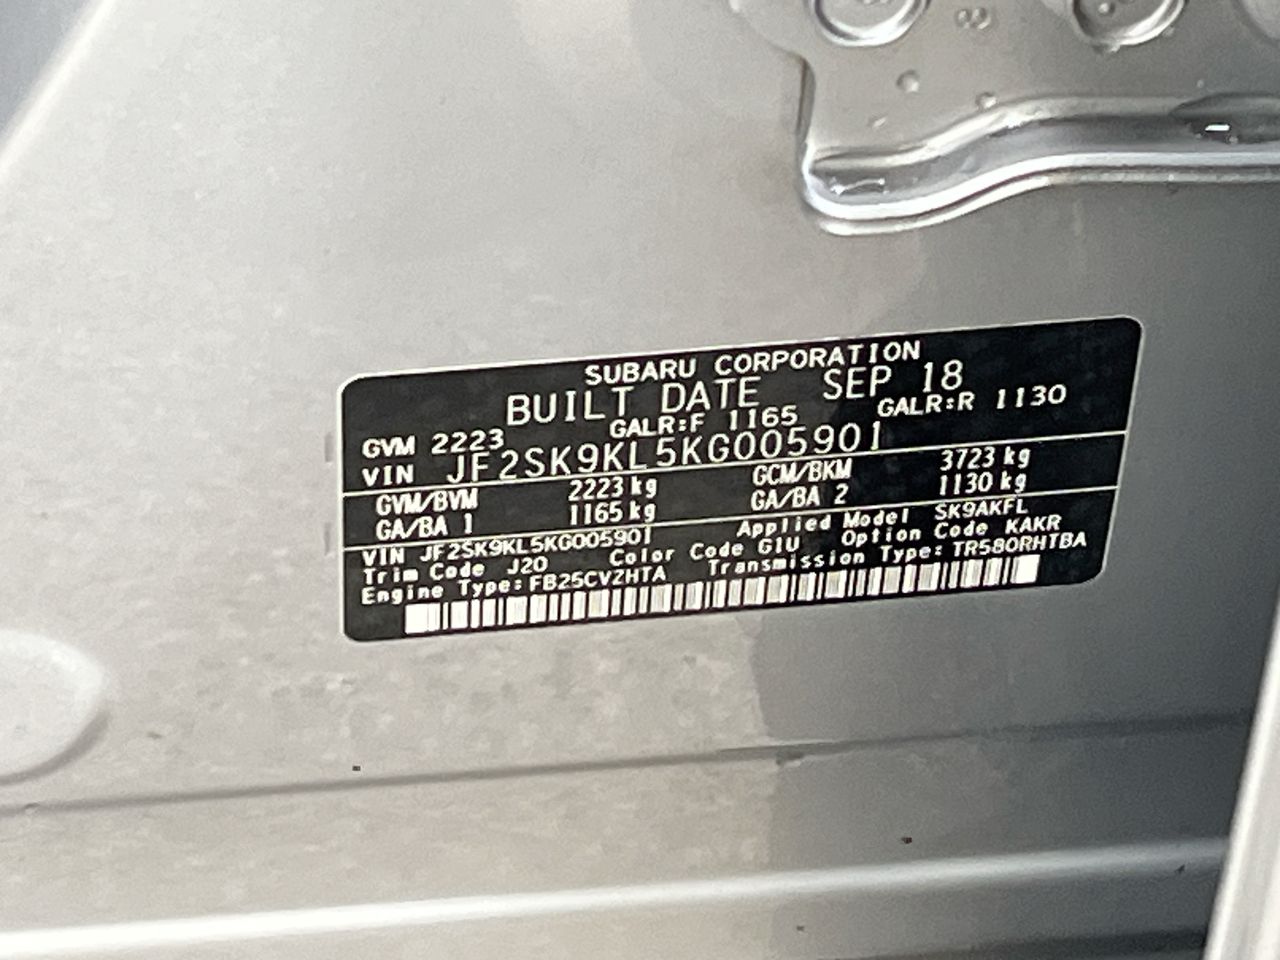 SUBARU CORPORATION
BUILT DATE SEP 18
GVM 2223 GALR:F 1165 GALR:R 1130
VIN JF2SK9KL5KG005901
GVM/BVM 2223 kg GCM/BKM 3723 kg
GA/BA 1 1165 kg GA/BA 2 1130 kg
VIN JF2SK9KL5KG005901 Applied Model SK9AKFL
Trim Code J20 Color Code G1U Option Code KAKR
Engine Type: FB25CVZHTA Transmission Type: TR580RHTBA